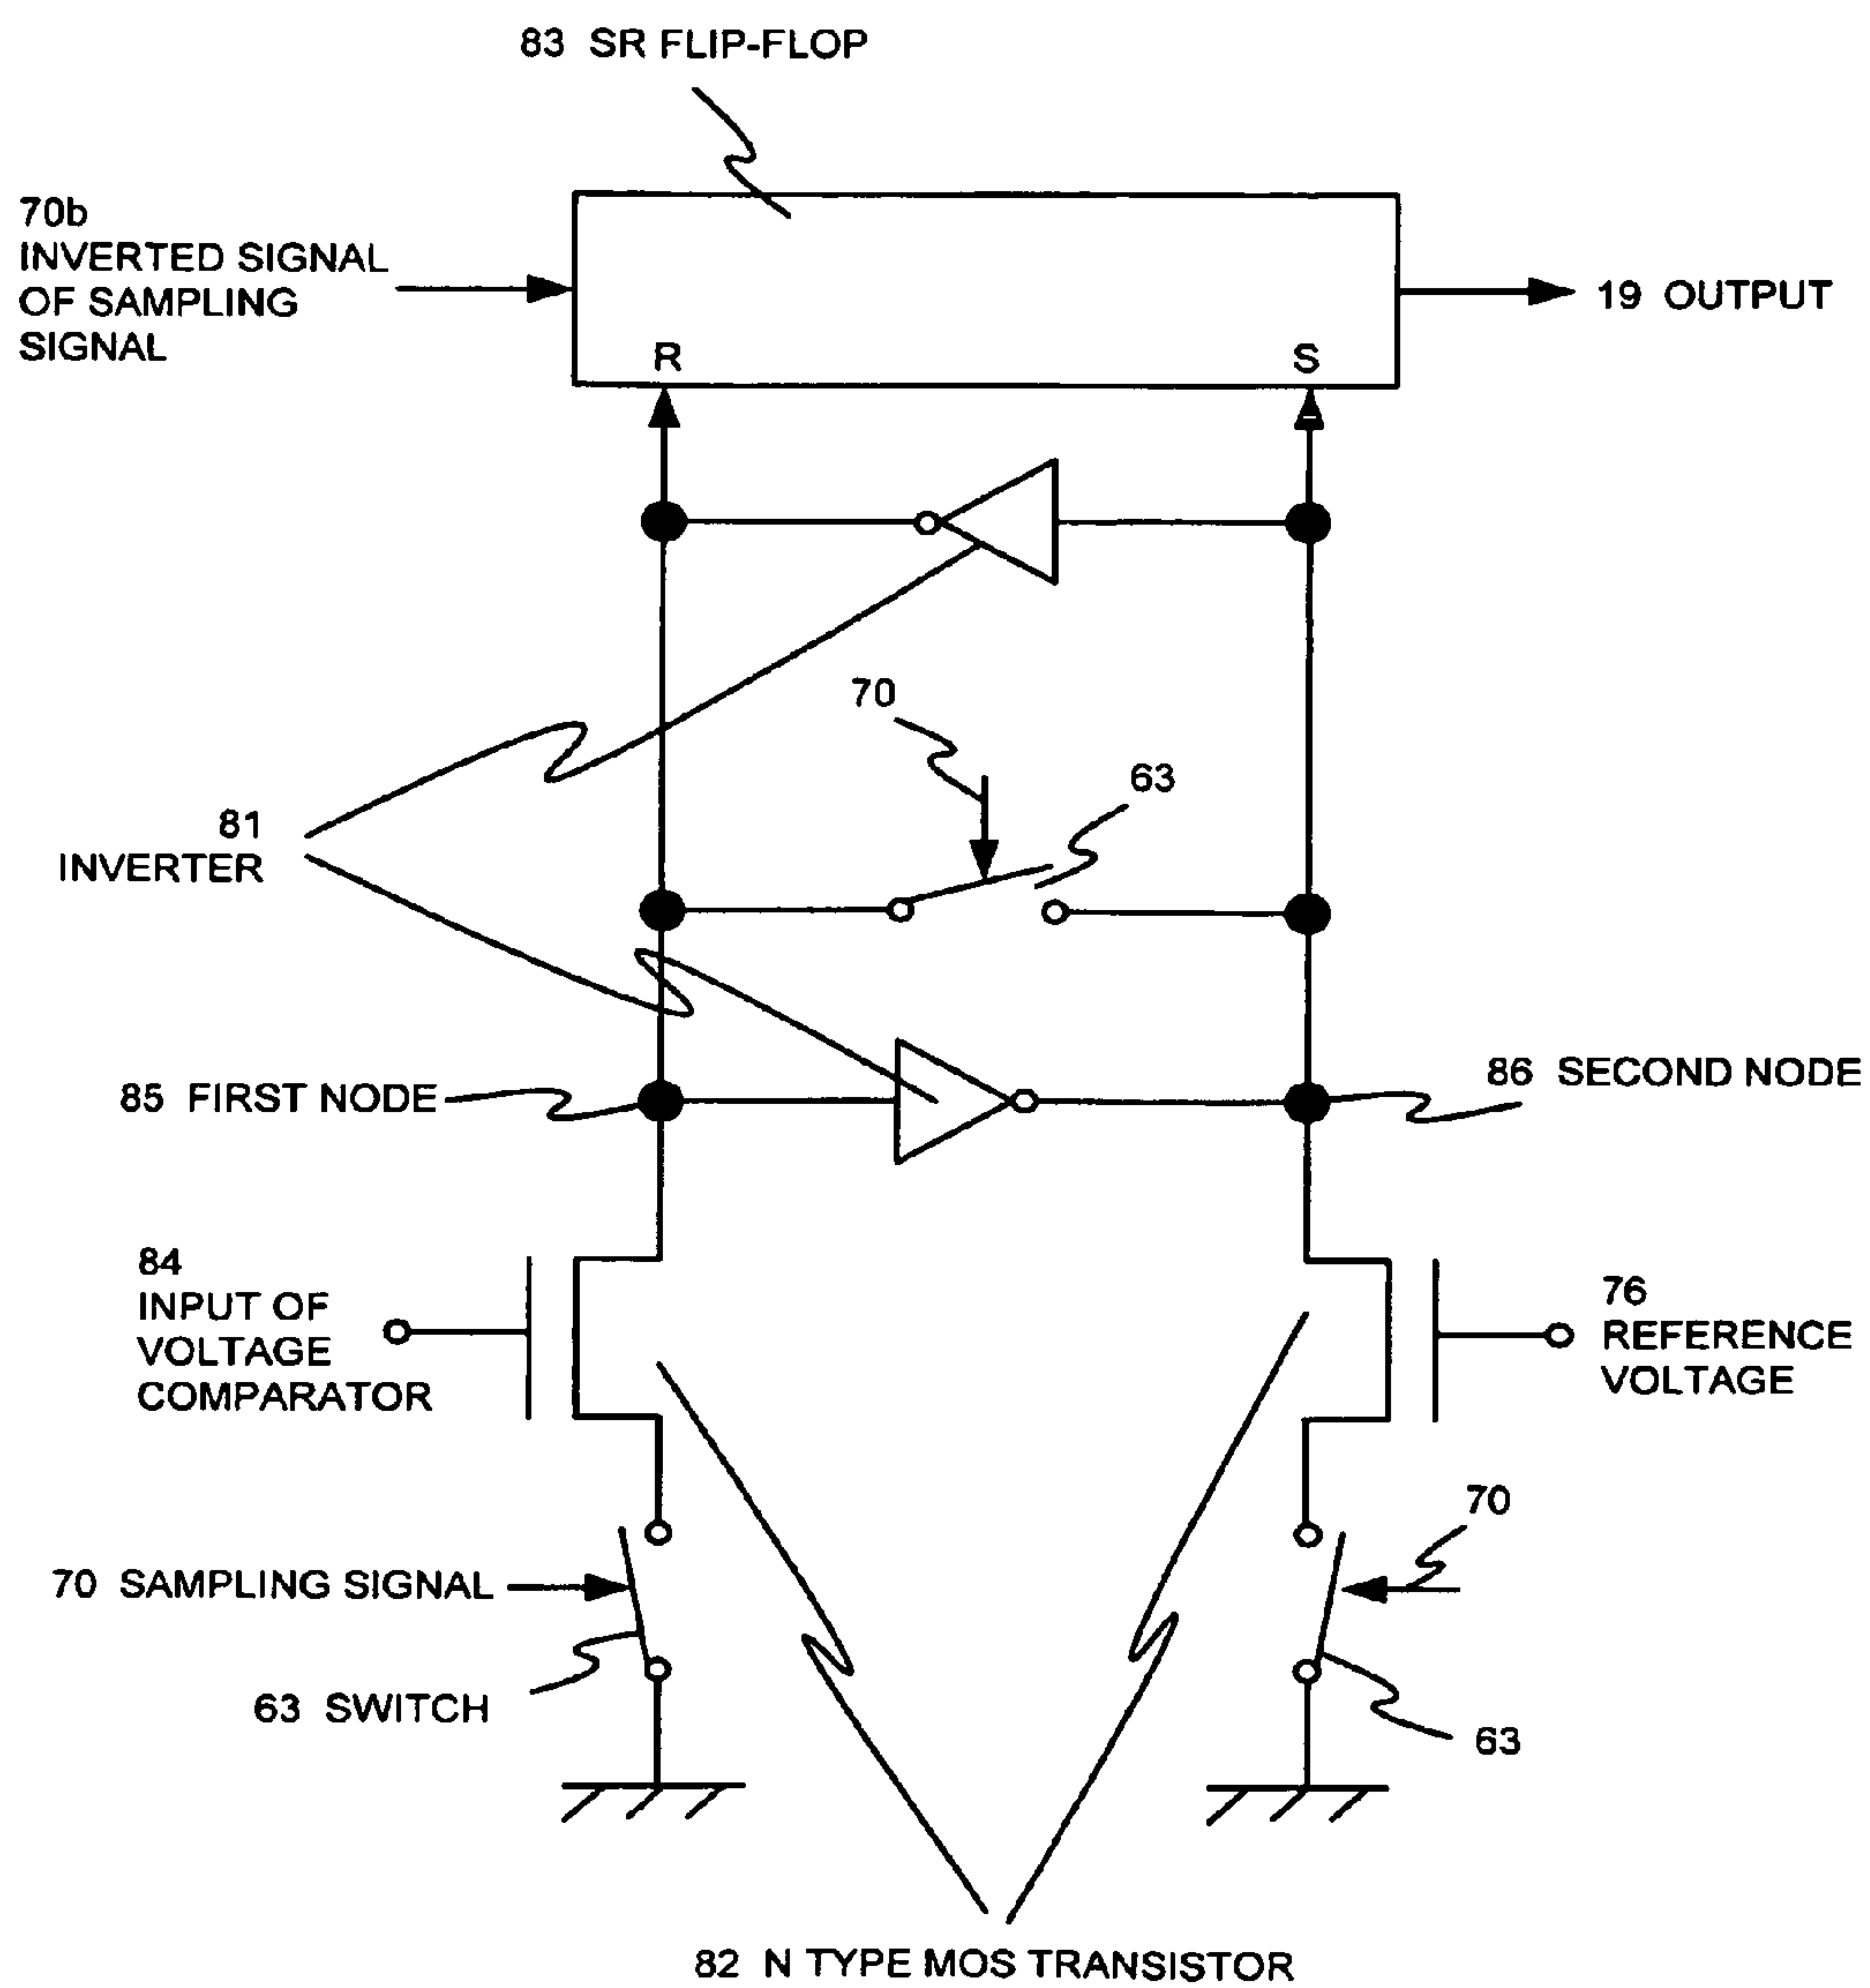 83 SR FLIP-FLOP
70b
INVERTED SIGNAL
OF SAMPLING
SIGNAL
19 OUTPUT
R
S
70
63
81
INVERTER
85 FIRST NODE
86 SECOND NODE
84
INPUT OF
VOLTAGE
COMPARATOR
76
REFERENCE
VOLTAGE
70
70 SAMPLING SIGNAL
63 SWITCH
63
82 N TYPE MOS TRANSISTOR